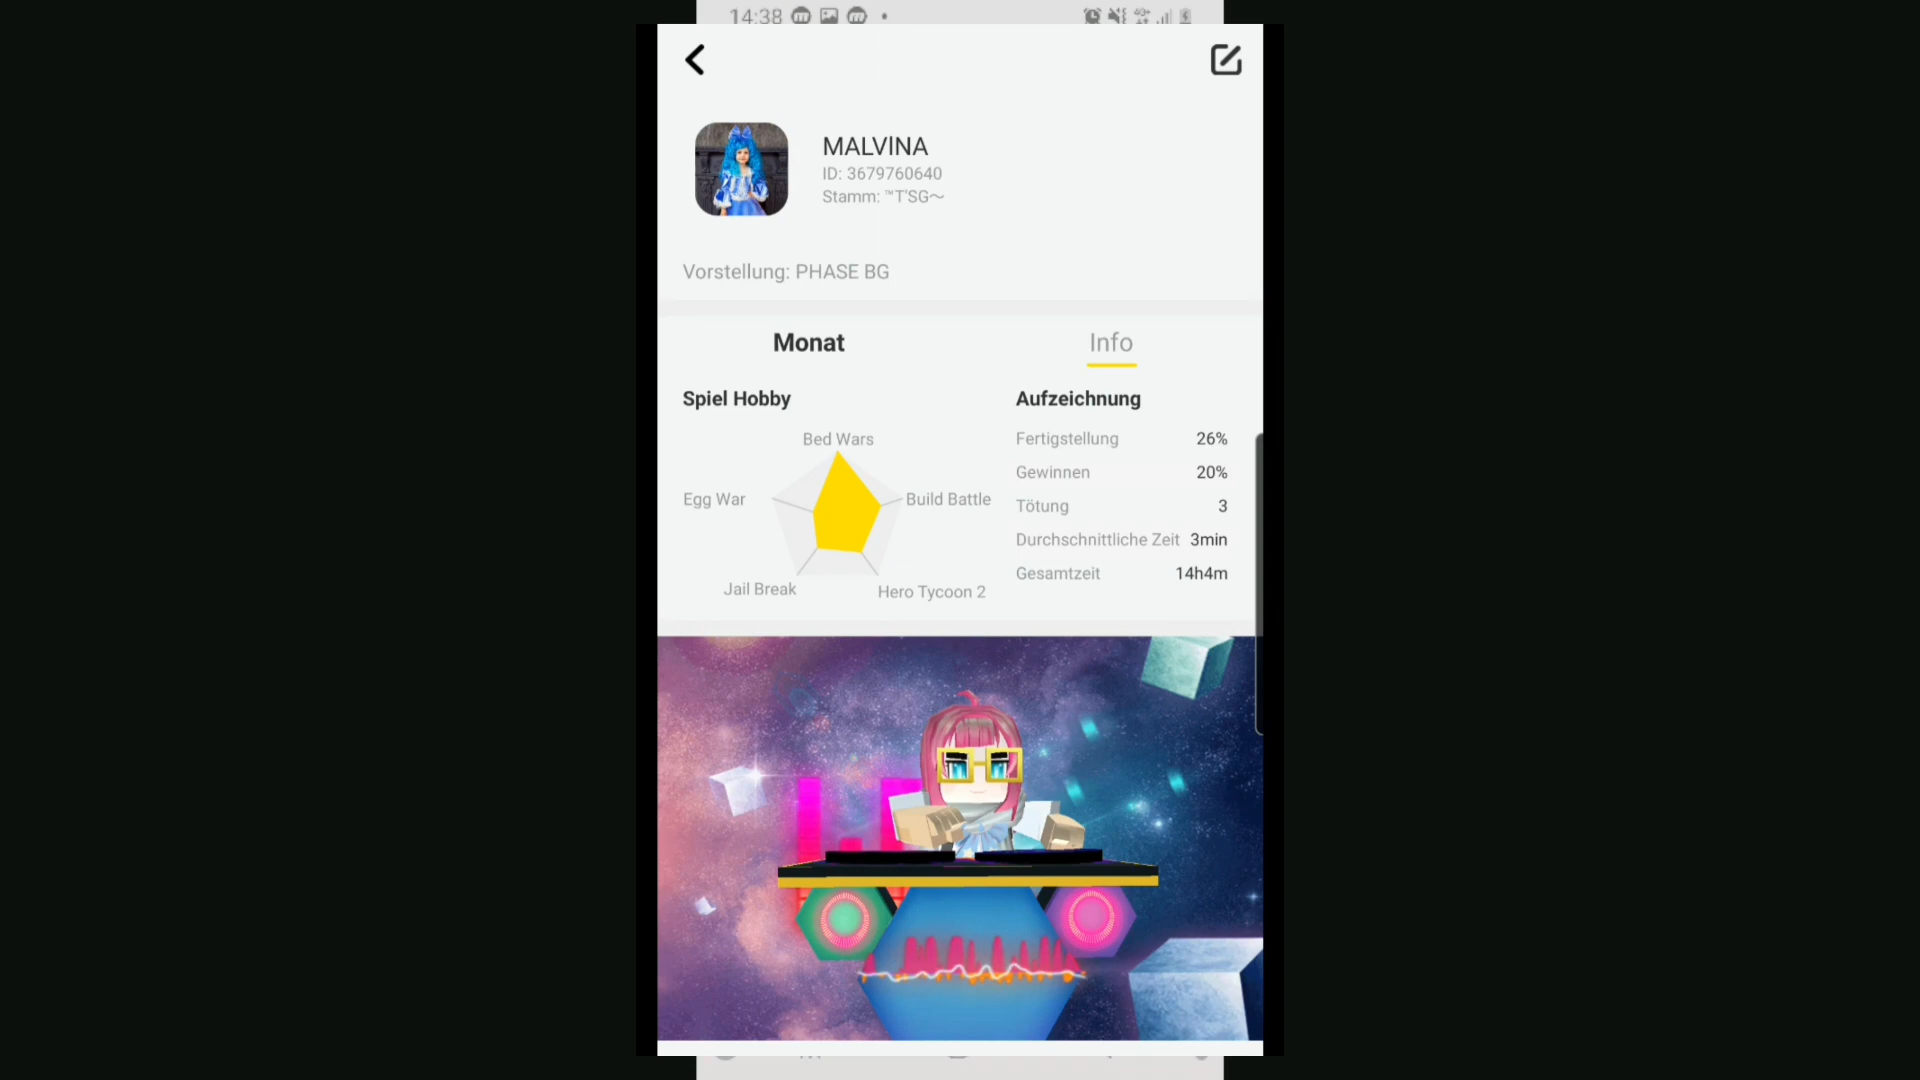 14:38
MALVINA
ID: 3679760640
Stamm: ™T'SG～
Vorstellung: PHASE BG
Monat
Info
Spiel Hobby
Bed Wars
Egg War
Build Battle
Jail Break
Hero Tycoon 2
Aufzeichnung
Fertigstellung 26%
Gewinnen 20%
Tötung 3
Durchschnittliche Zeit 3min
Gesamtzeit 14h4m